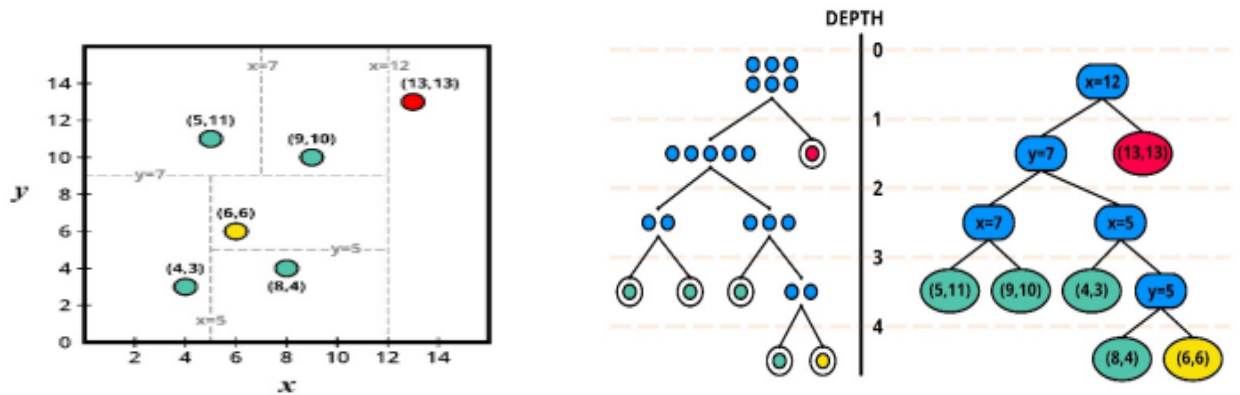 DEPTH
x=7
x=12
14
(13,13)
(5,11)
12
(9,10)
10
y=7
y
8
(6,6)
6
y=5
(4,3)
4
(8,4)
2
x=5
0
2
4
6
8
10
12
14
x
0
1
2
3
4
x=12
y=7
(13,13)
x=7
x=5
(5,11)
(9,10)
(4,3)
y=5
(8,4)
(6,6)